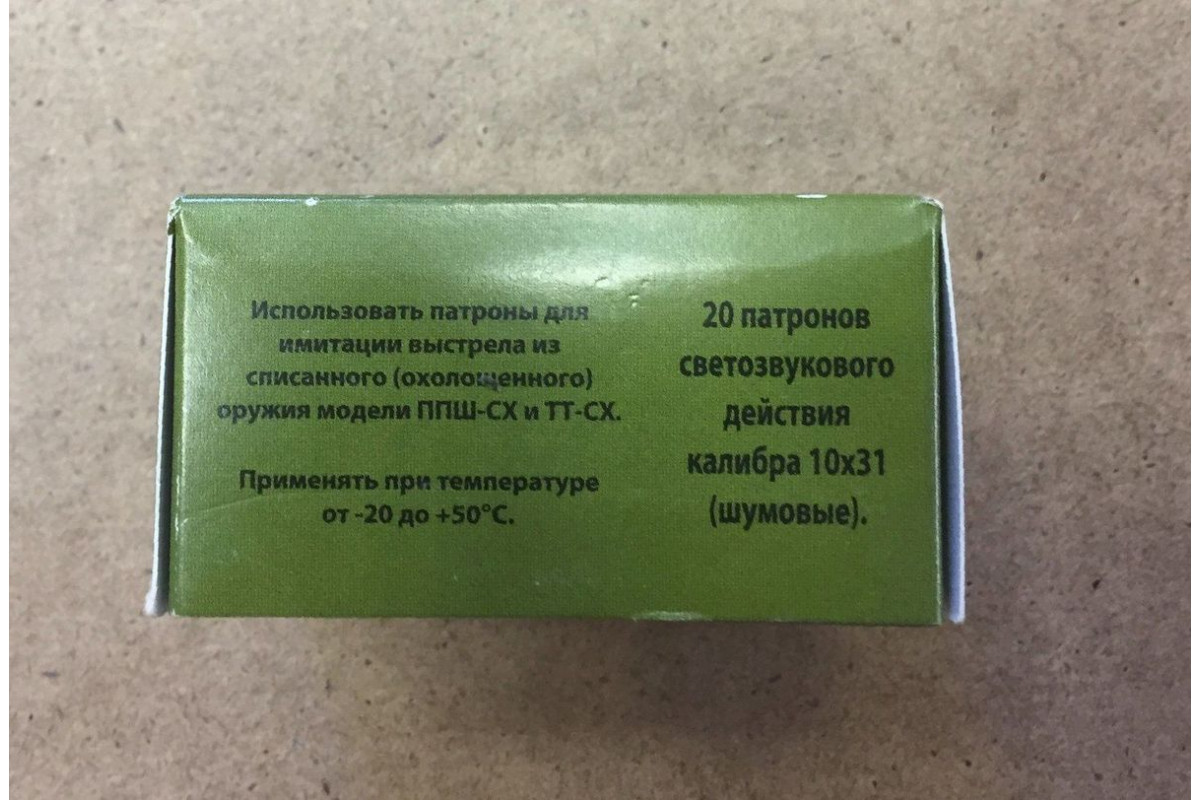 Использовать патроны для
имитации выстрела из
списанного (охолощенного)
оружия модели ППШ-СХ и ТТ-СХ.
Применять при температуре
от -20 до +50°С.
20 патронов
светозвукового
действия
калибра 10х31
(шумовые).